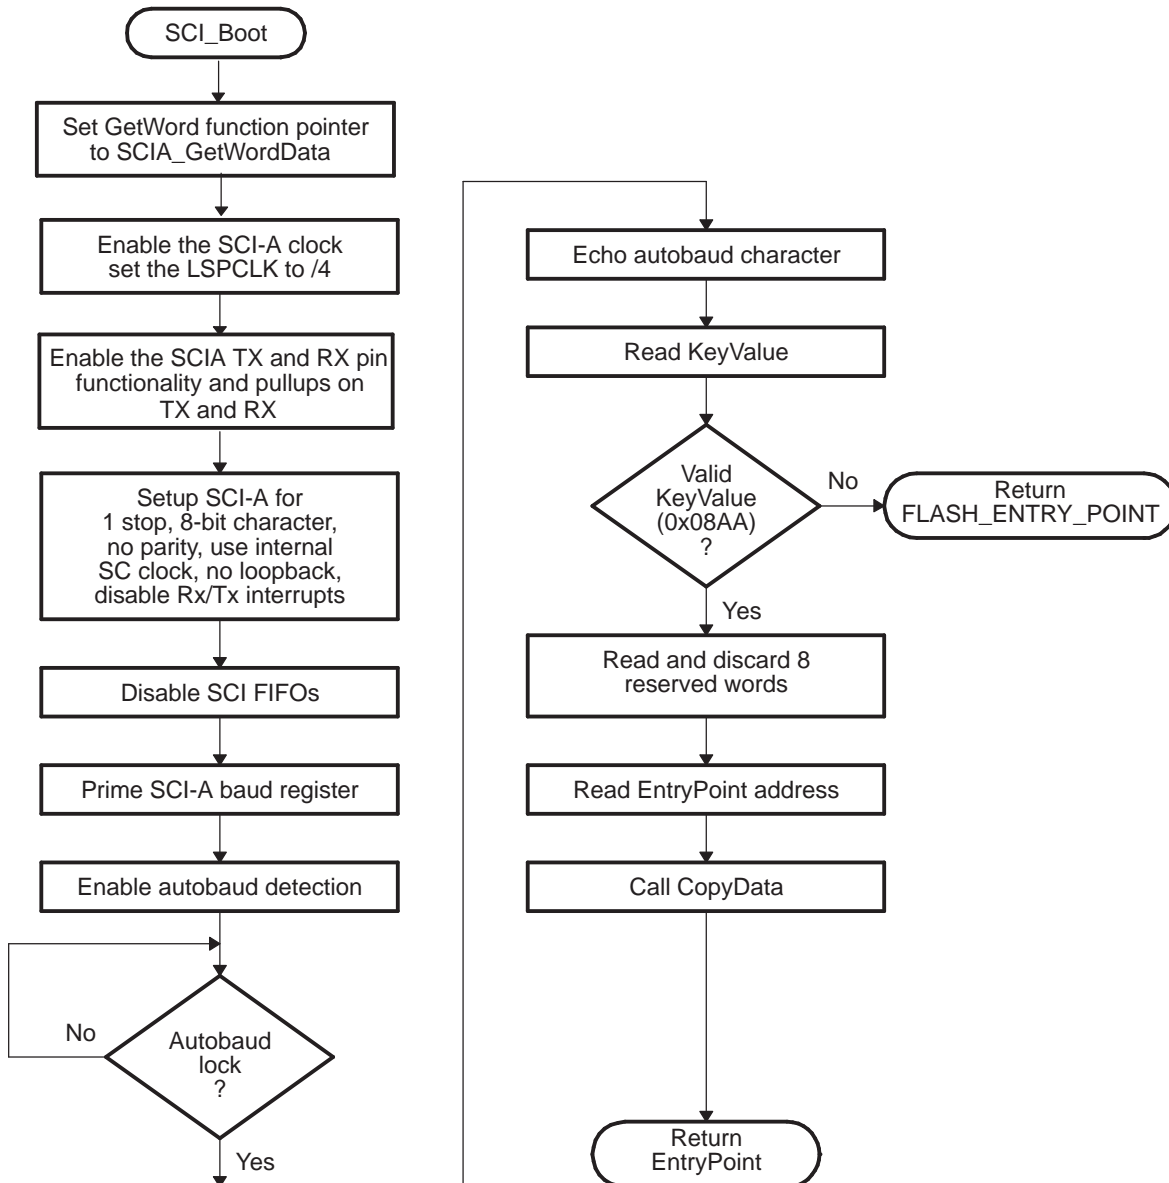 SCI_Boot
Set GetWord function pointer
to SCIA_GetWordData
Enable the SCI-A clock
set the LSPCLK to /4
Enable the SCIA TX and RX pin
functionality and pullups on
TX and RX
Setup SCI-A for
1 stop, 8-bit character,
no parity, use internal
SC clock, no loopback,
disable Rx/Tx interrupts
Disable SCI FIFOs
Prime SCI-A baud register
Enable autobaud detection
No
Autobaud
lock
?
Yes
Echo autobaud character
Read KeyValue
Valid
KeyValue
(0x08AA)
?
No
Return
FLASH_ENTRY_POINT
Yes
Read and discard 8
reserved words
Read EntryPoint address
Call CopyData
Return
EntryPoint